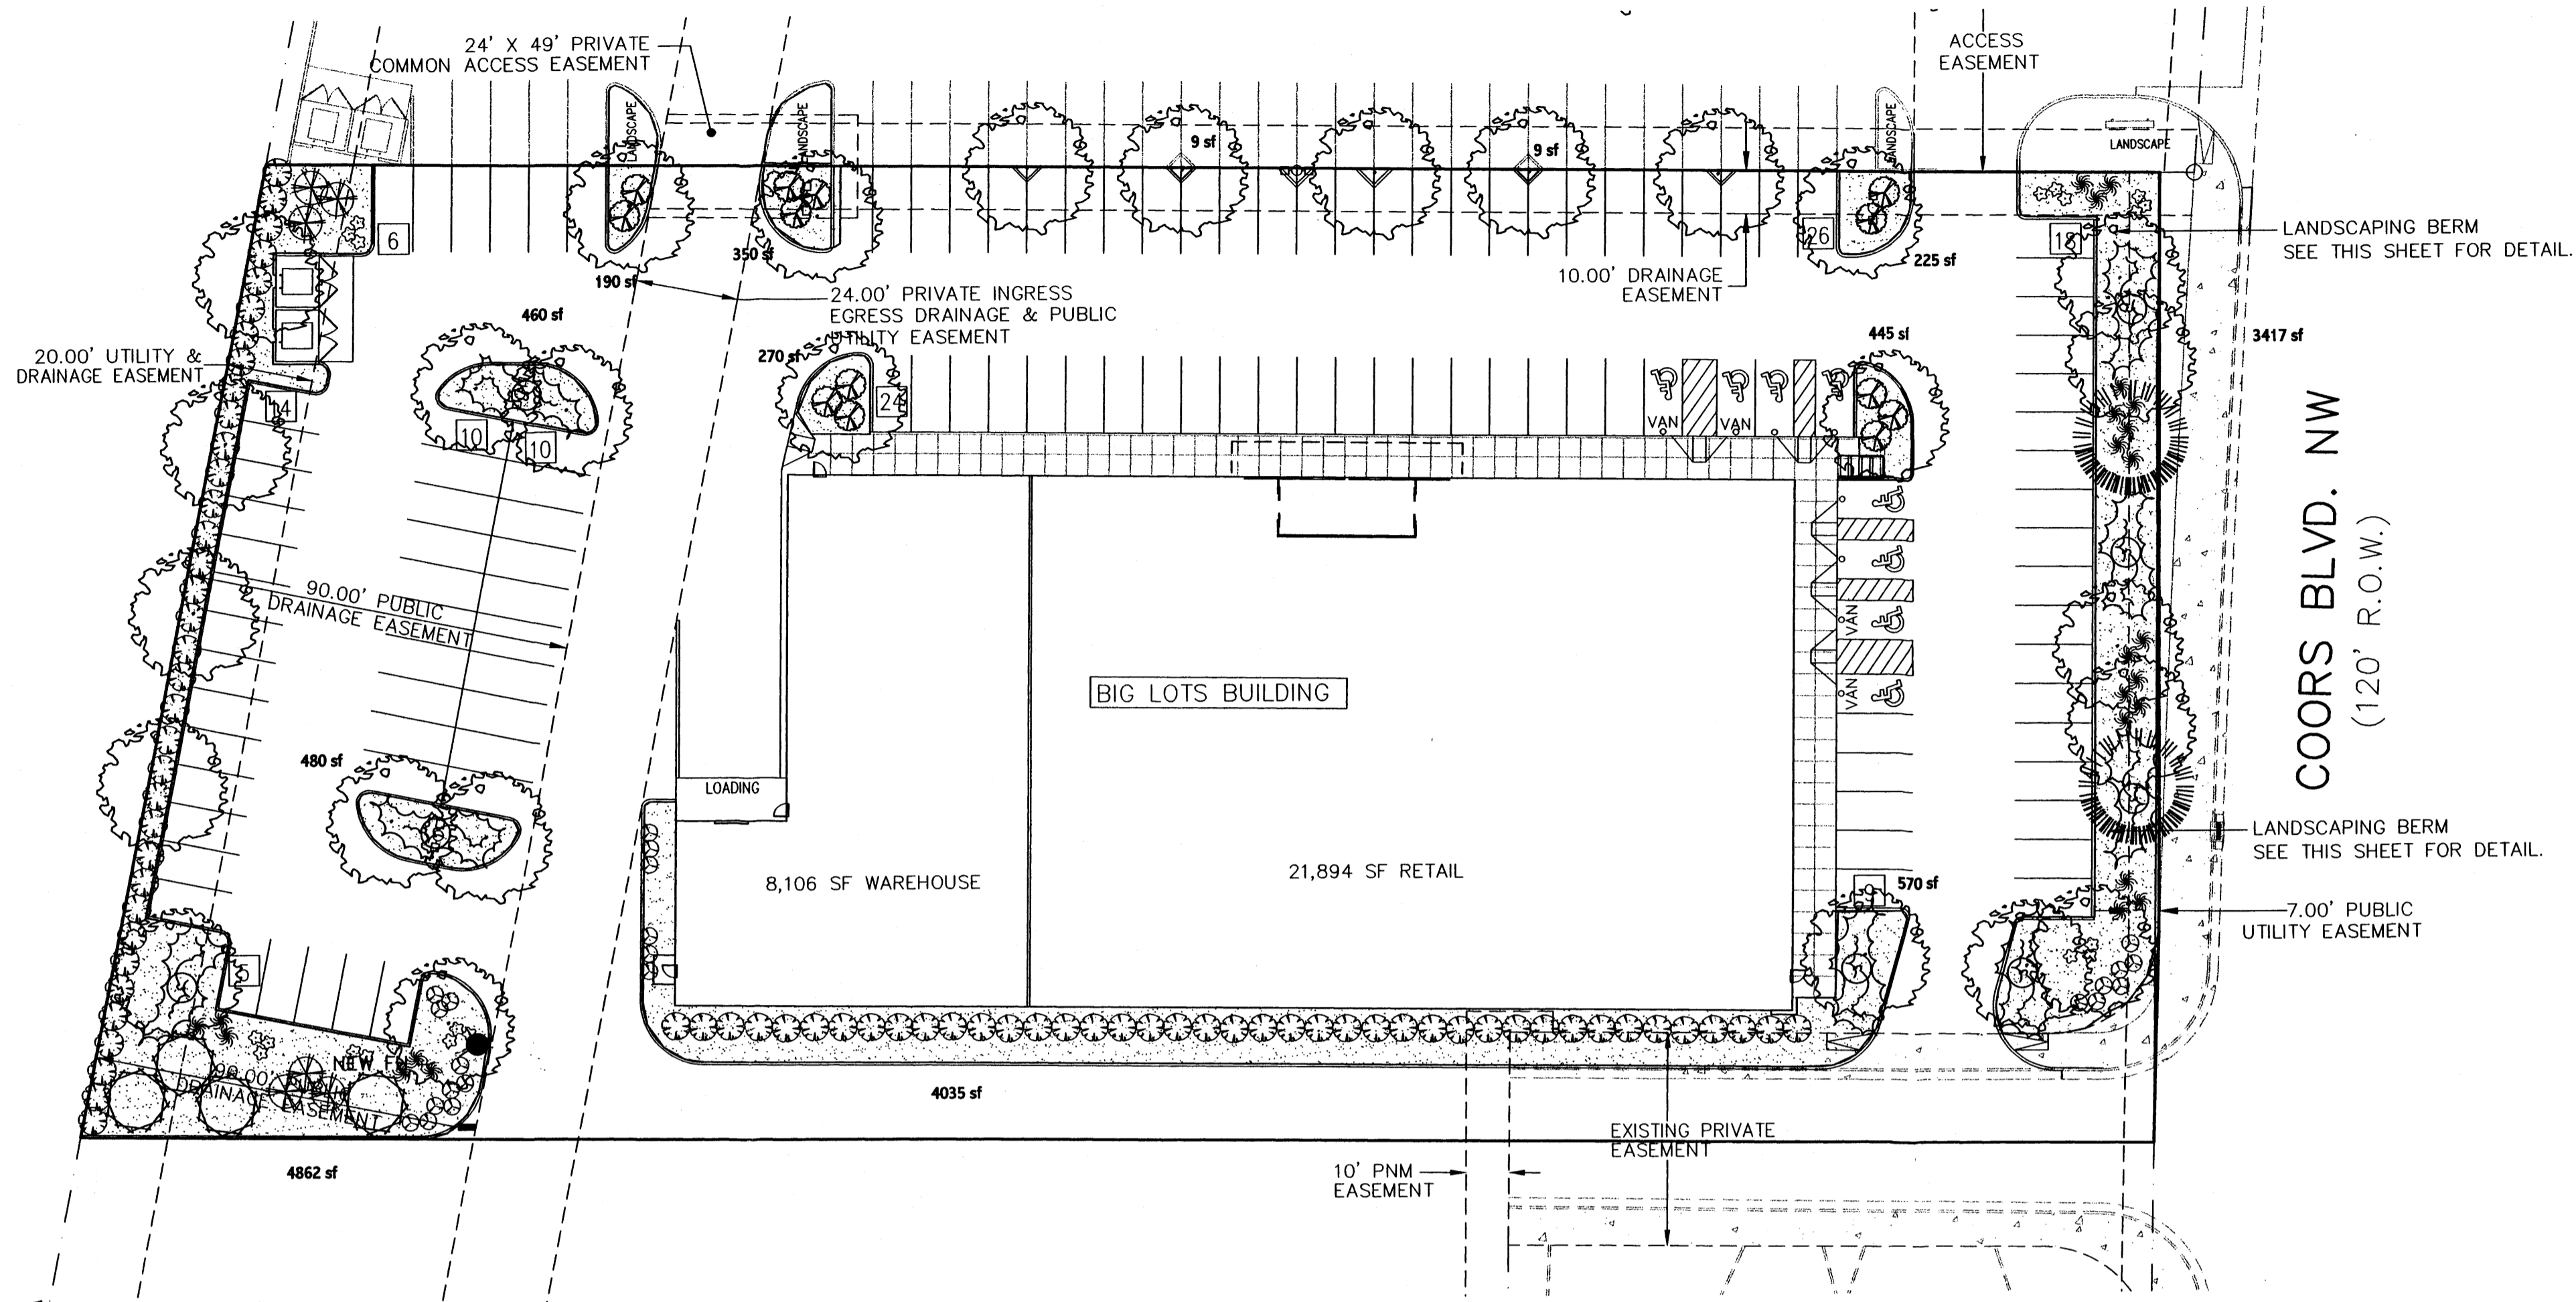 24' X 49' PRIVATE
COMMON ACCESS EASEMENT
ACCESS
EASEMENT
LANDSCAPE
LANDSCAPE
LANDSCAPE
LANDSCAPE
9 sf
9 sf
6
26
18
LANDSCAPING BERM
SEE THIS SHEET FOR DETAIL.
190 sf
350 sf
225 sf
10.00' DRAINAGE
EASEMENT
24.00' PRIVATE INGRESS
EGRESS DRAINAGE & PUBLIC
UTILITY EASEMENT
460 sf
270 sf
445 sf
3417 sf
20.00' UTILITY &
DRAINAGE EASEMENT
14
10
10
24
VAN
VAN
COORS BLVD. NW
(120' R.O.W.)
90.00' PUBLIC
DRAINAGE EASEMENT
VAN
VAN
BIG LOTS BUILDING
480 sf
LOADING
LANDSCAPING BERM
SEE THIS SHEET FOR DETAIL.
8,106 SF WAREHOUSE
21,894 SF RETAIL
570 sf
7.00' PUBLIC
UTILITY EASEMENT
5
NEW
90.00'
DRAINAGE EASEMENT
4035 sf
4862 sf
EXISTING PRIVATE
EASEMENT
10' PNM
EASEMENT